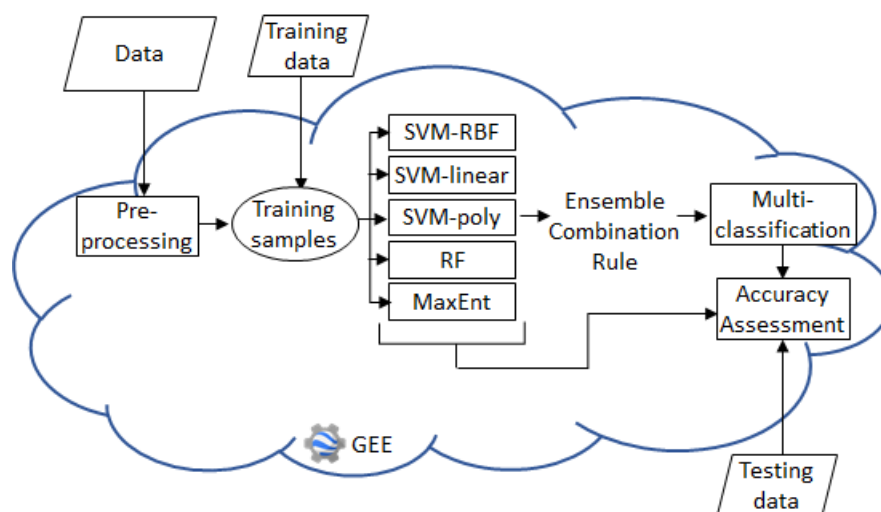 Data
Training
data
Pre-
processing
Training
samples
SVM-RBF
SVM-linear
SVM-poly
RF
MaxEnt
Ensemble
Combination
Rule
Multi-
classification
Accuracy
Assessment
GEE
Testing
data